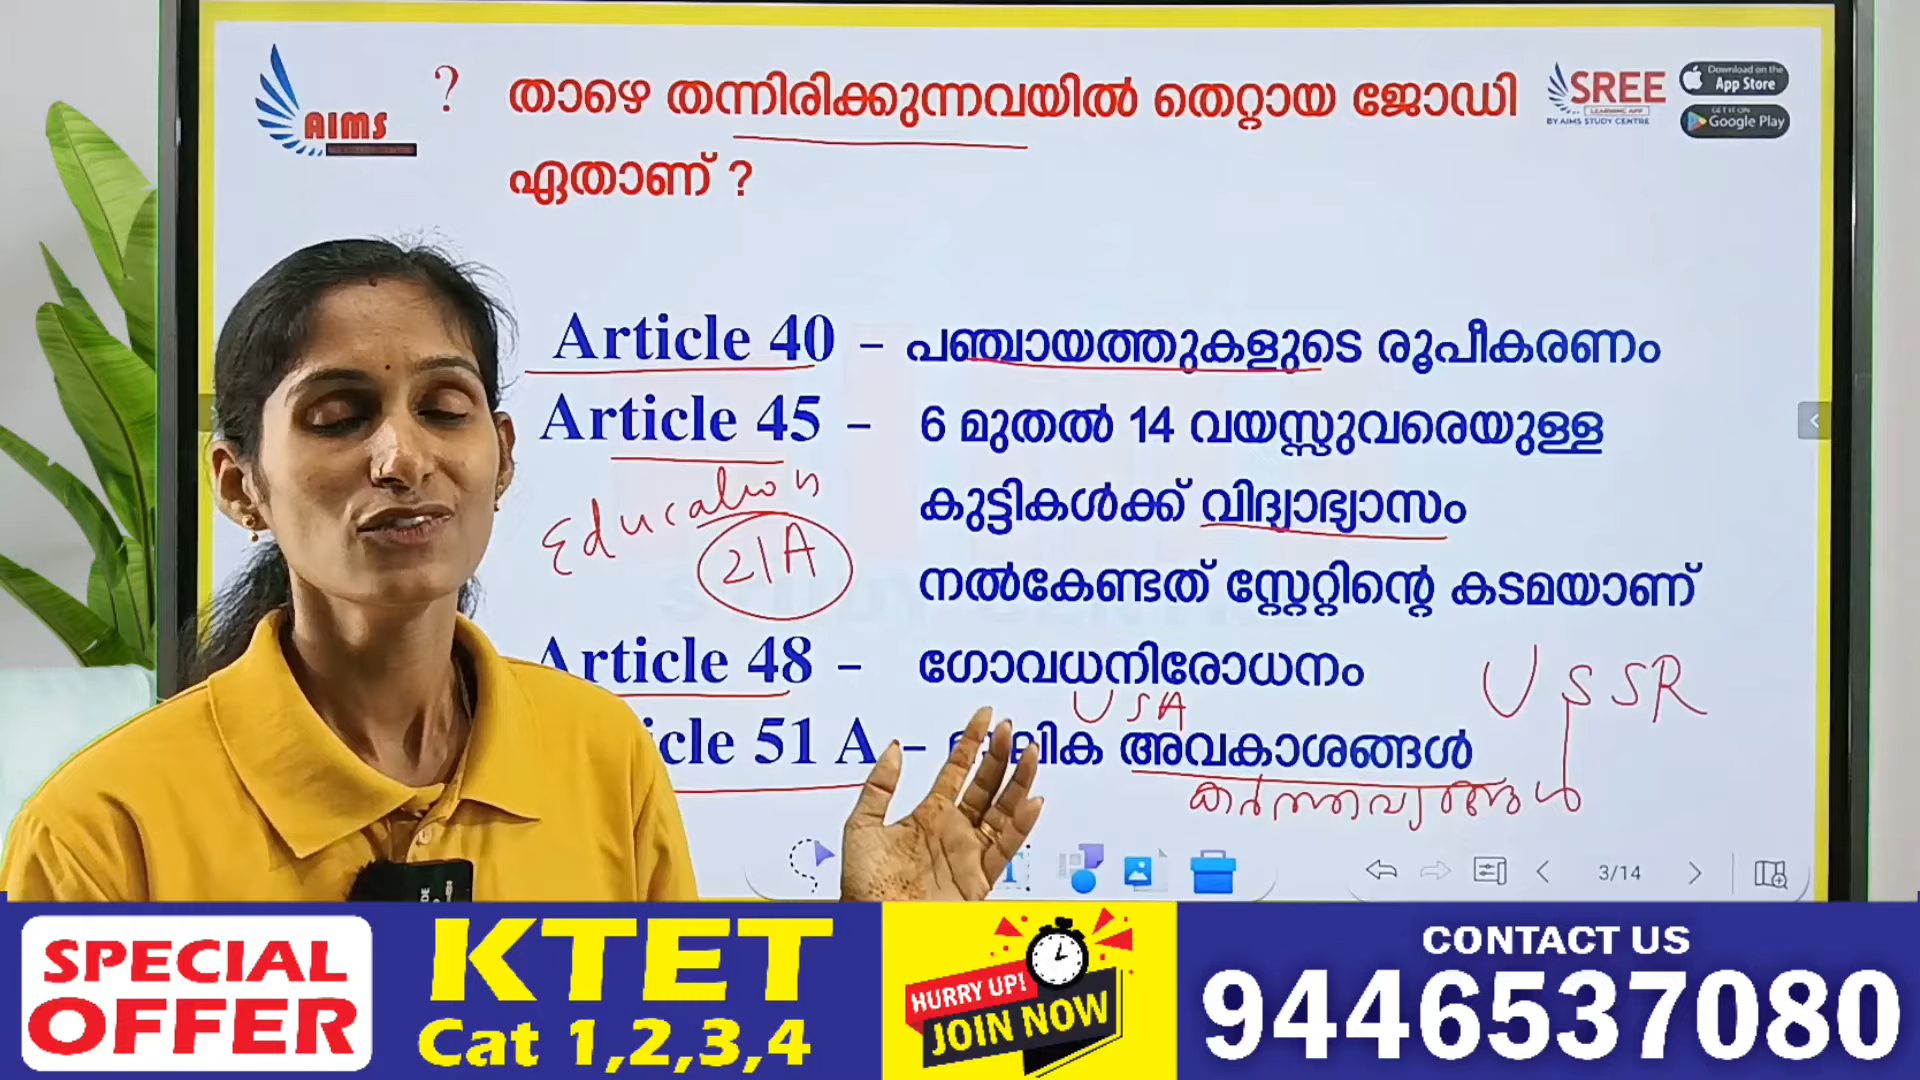 AIMS
? താഴെ തന്നിരിക്കുന്നവയിൽ തെറ്റായ ജോഡി
ഏതാണ് ?
SREE
LEARNING APP
BY AIMS STUDY CENTRE
Download on the
App Store
GET IT ON
Google Play
Article 40 - പഞ്ചായത്തുകളുടെ രൂപീകരണം
Article 45 - 6 മുതൽ 14 വയസ്സുവരെയുള്ള
കുട്ടികൾക്ക് വിദ്യാഭ്യാസം
Education
21A
നൽകേണ്ടത് സ്റ്റേറ്റിന്റെ കടമയാണ്
Article 48 - ഗോവധനിരോധനം
USA
USSR
cle 51 A - ലിക അവകാശങ്ങൾ
കർത്തവ്യങ്ങൾ
3/14
SPECIAL
OFFER
KTET
Cat 1,2,3,4
HURRY UP!
JOIN NOW
CONTACT US
9446537080